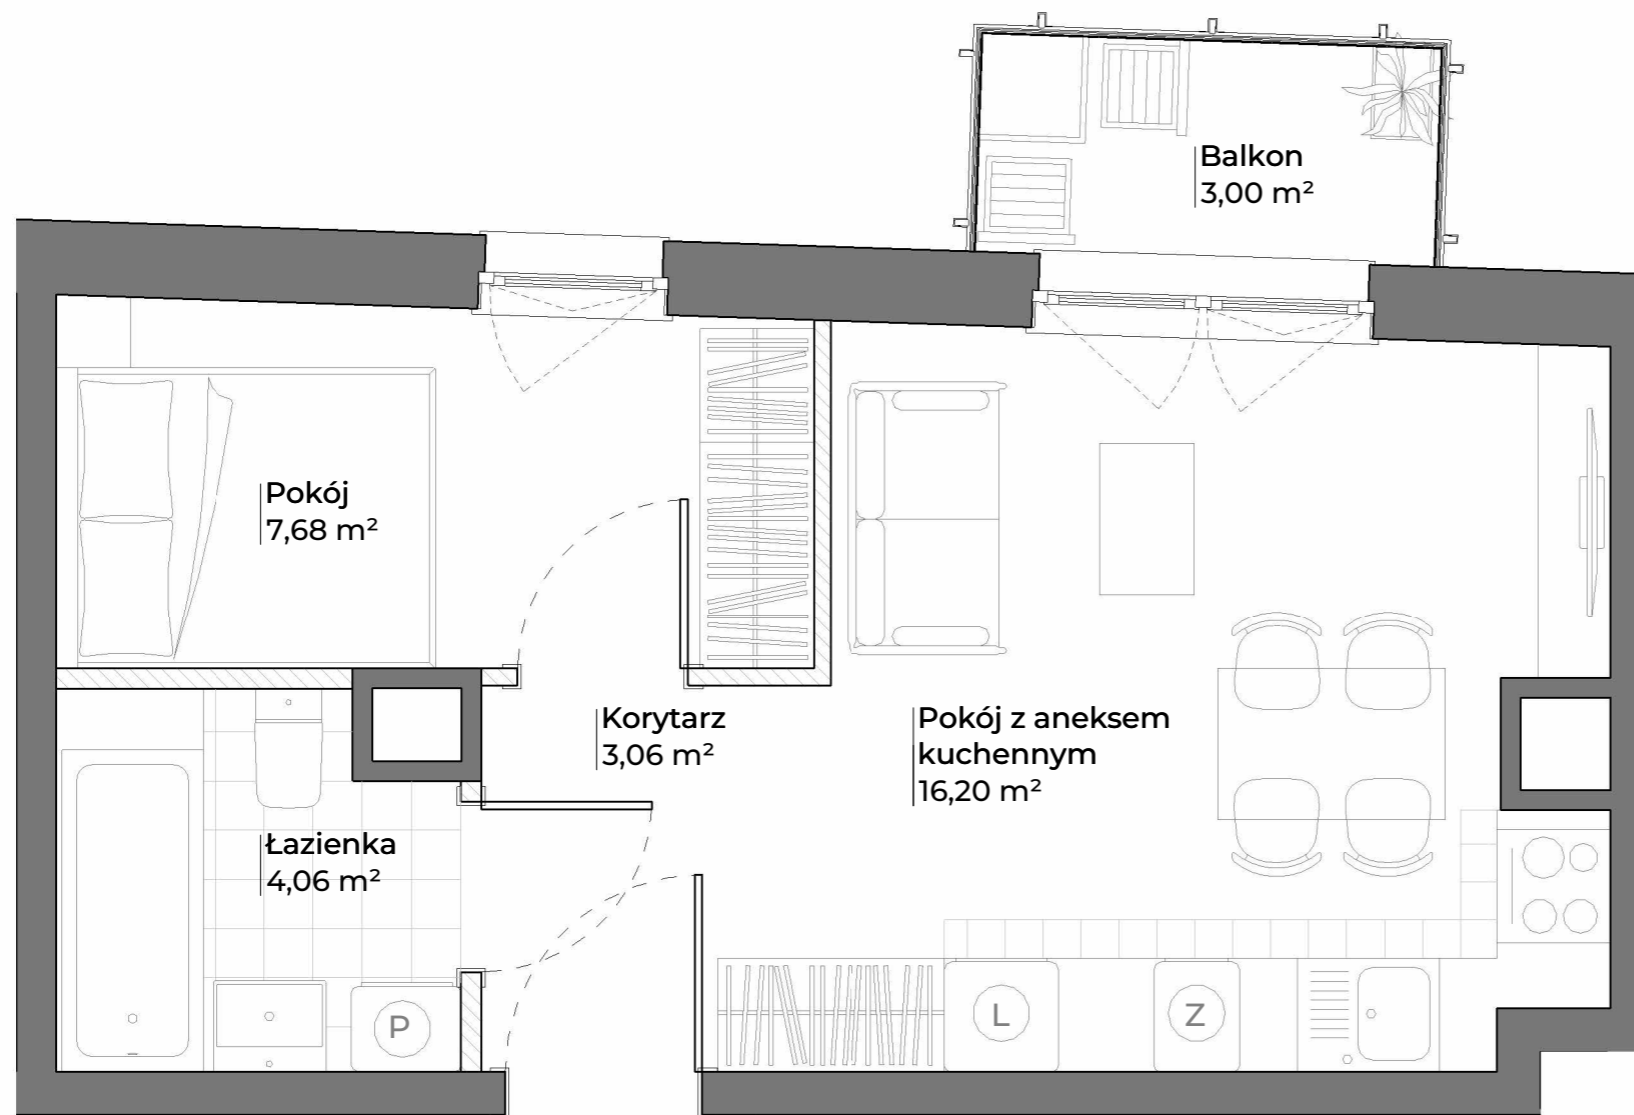 Balkon
3,00 m²
Pokój
7,68 m²
Korytarz
3,06 m²
Pokój z aneksem
kuchennym
16,20 m²
Łazienka
4,06 m²
P
L
Z